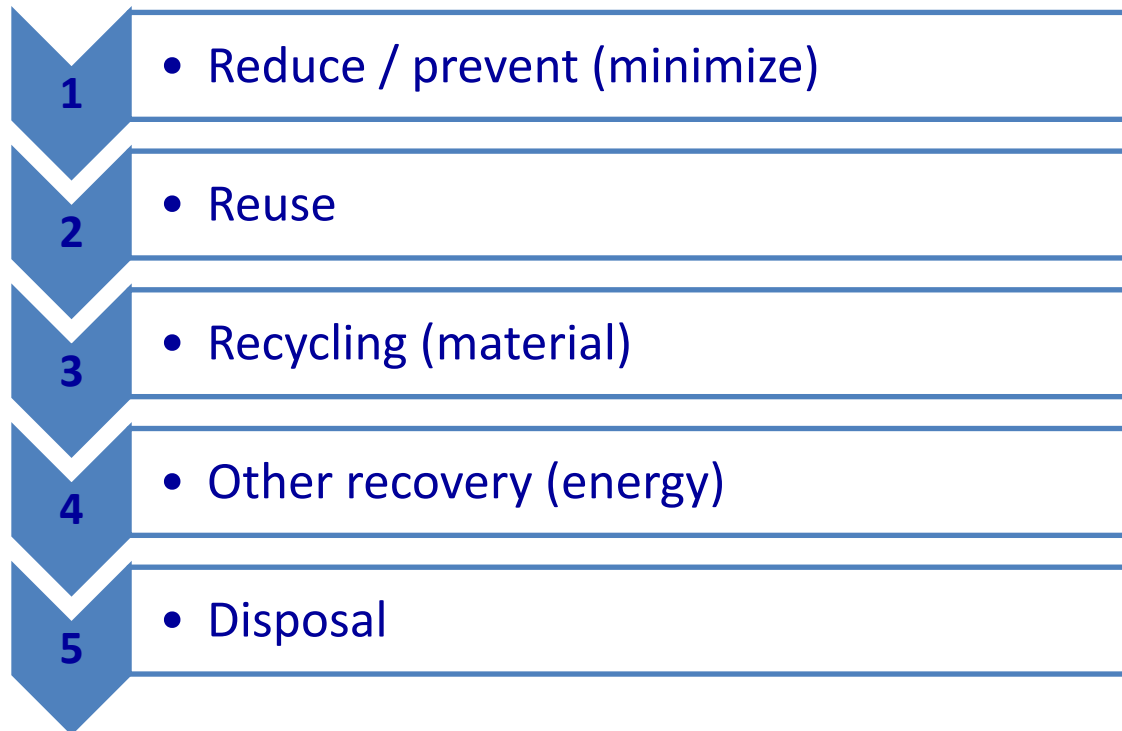 1 • Reduce / prevent (minimize)
2 • Reuse
3 • Recycling (material)
4 • Other recovery (energy)
5 • Disposal